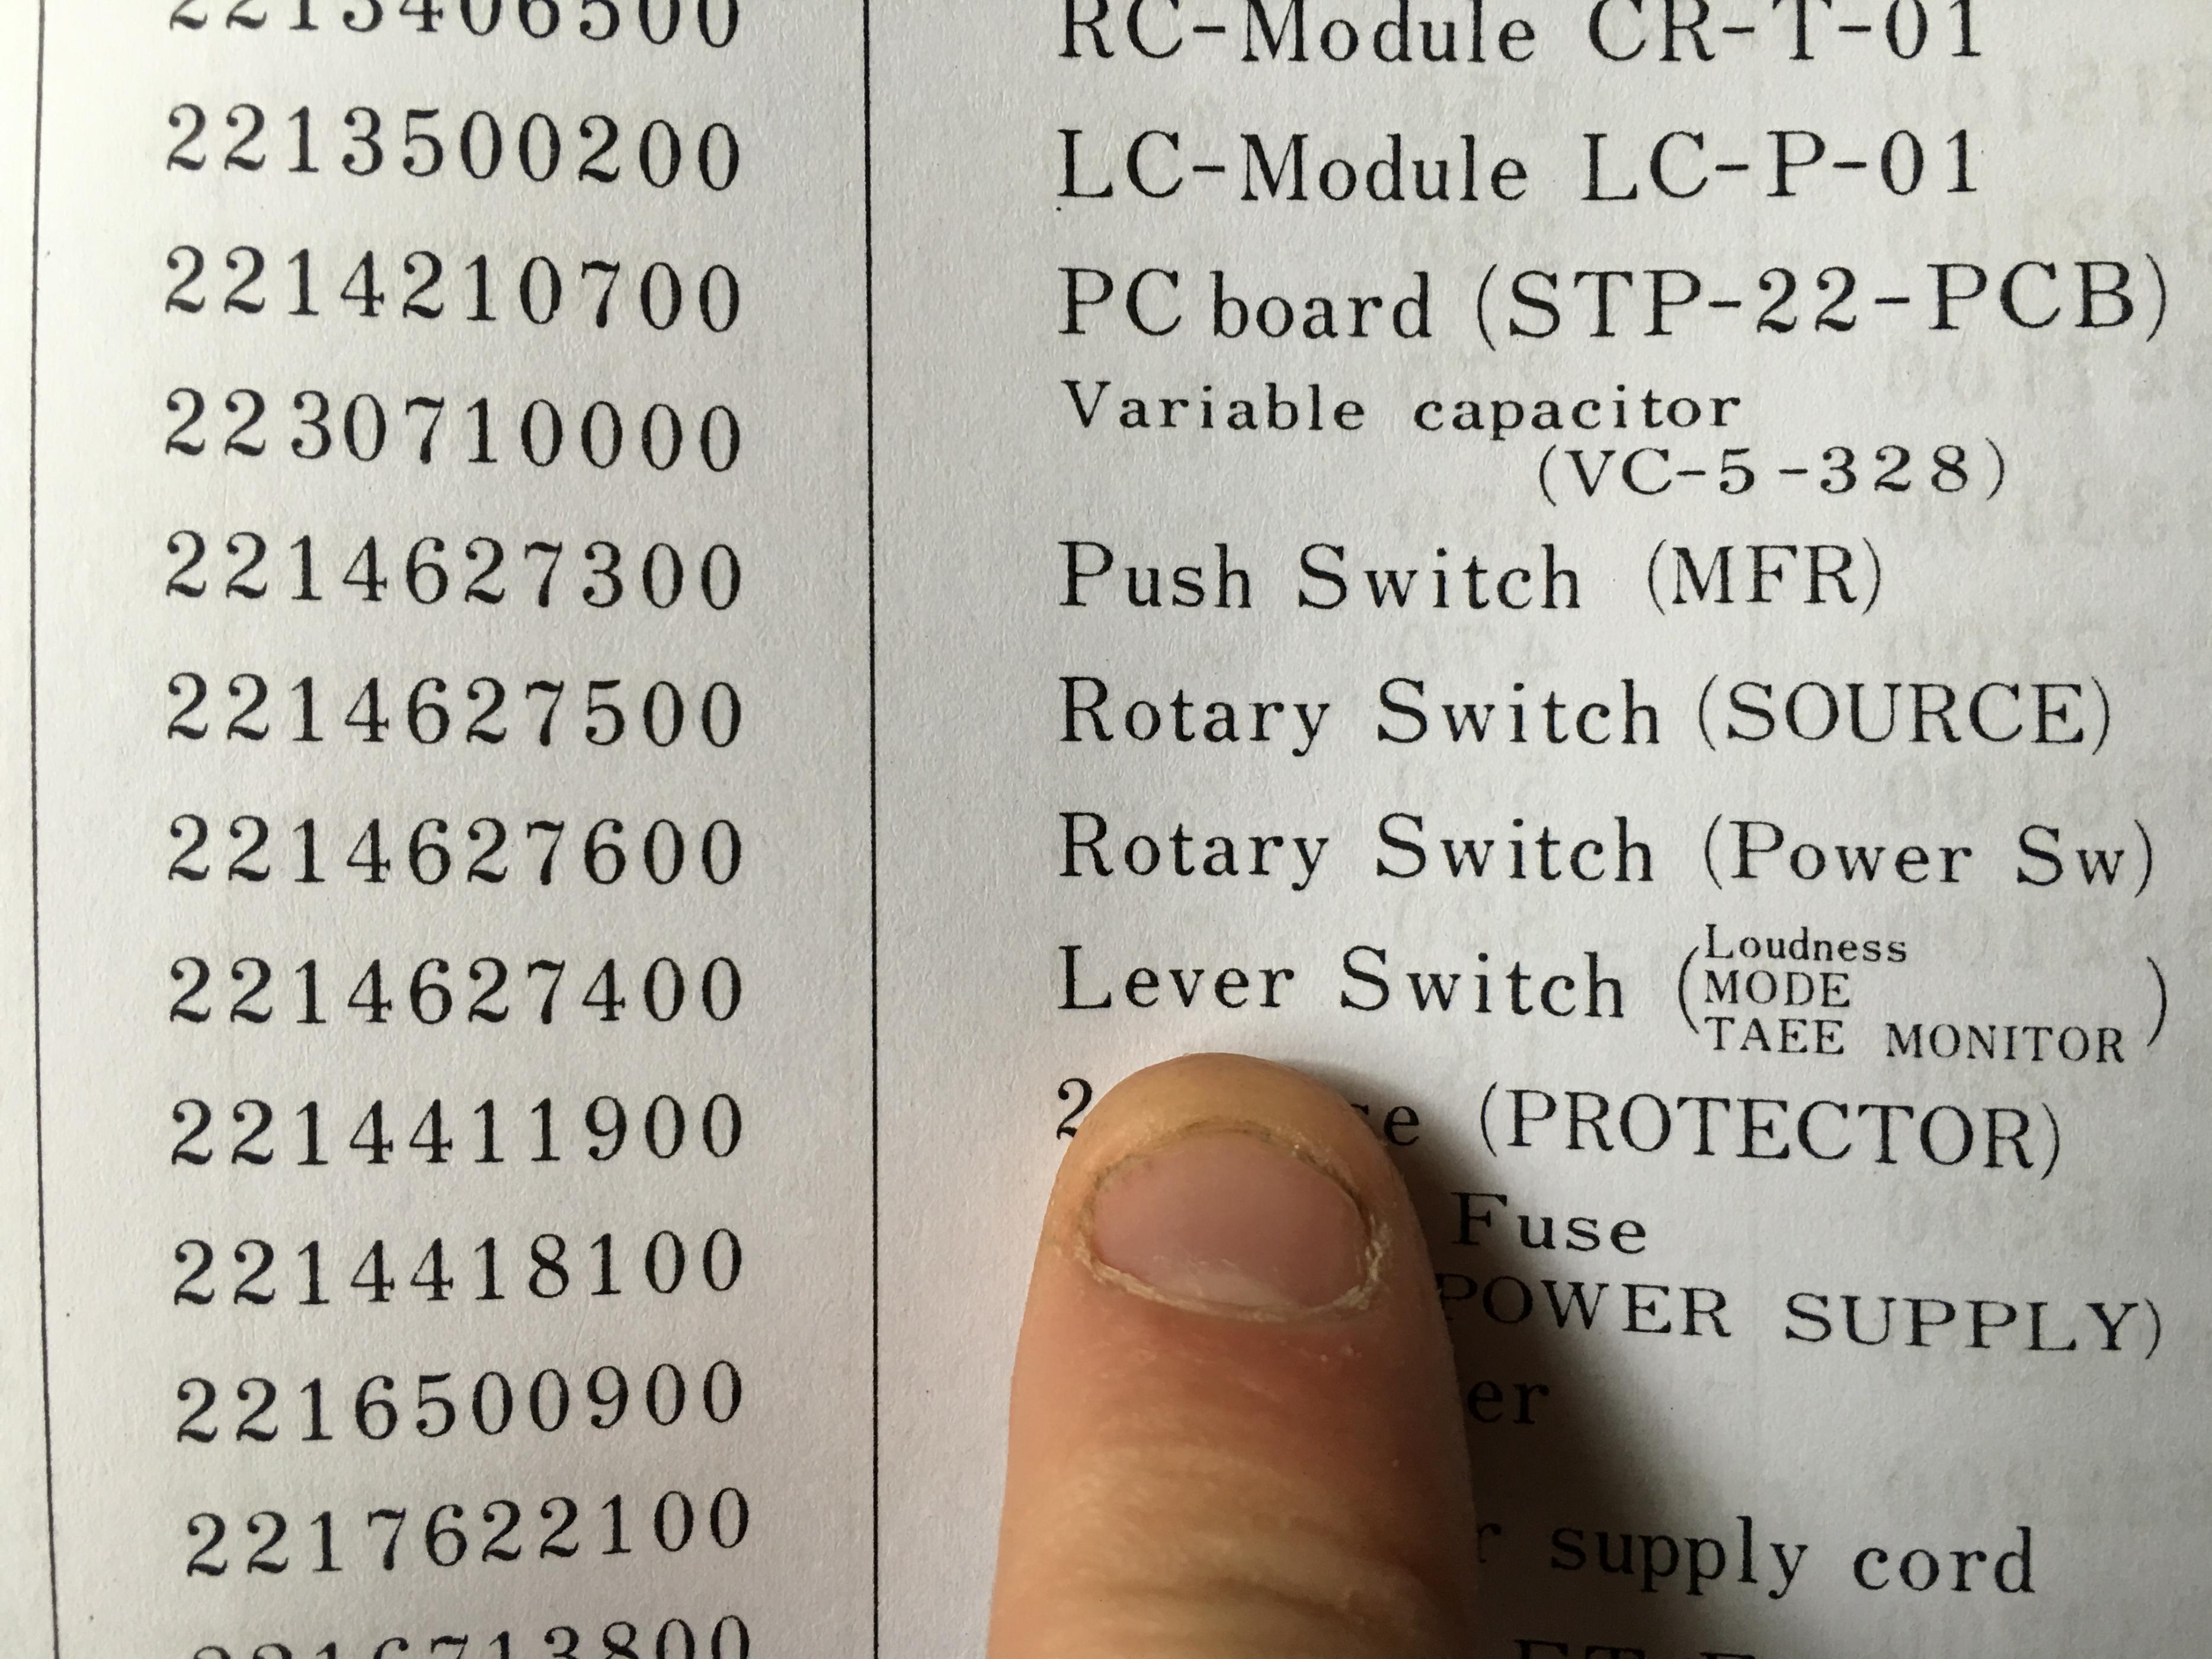 2213406500 RC-Module CR-T-01
2213500200 LC-Module LC-P-01
2214210700 PC board (STP-22-PCB)
2230710000 Variable capacitor
(VC-5-328)
2214627300 Push Switch (MFR)
2214627500 Rotary Switch (SOURCE)
2214627600 Rotary Switch (Power Sw)
2214627400 Lever Switch (Loudness
MODE
TAEE MONITOR)
2214411900 (PROTECTOR)
2214418100 Fuse
POWER SUPPLY)
2216500900
2217622100 supply cord
2216713800